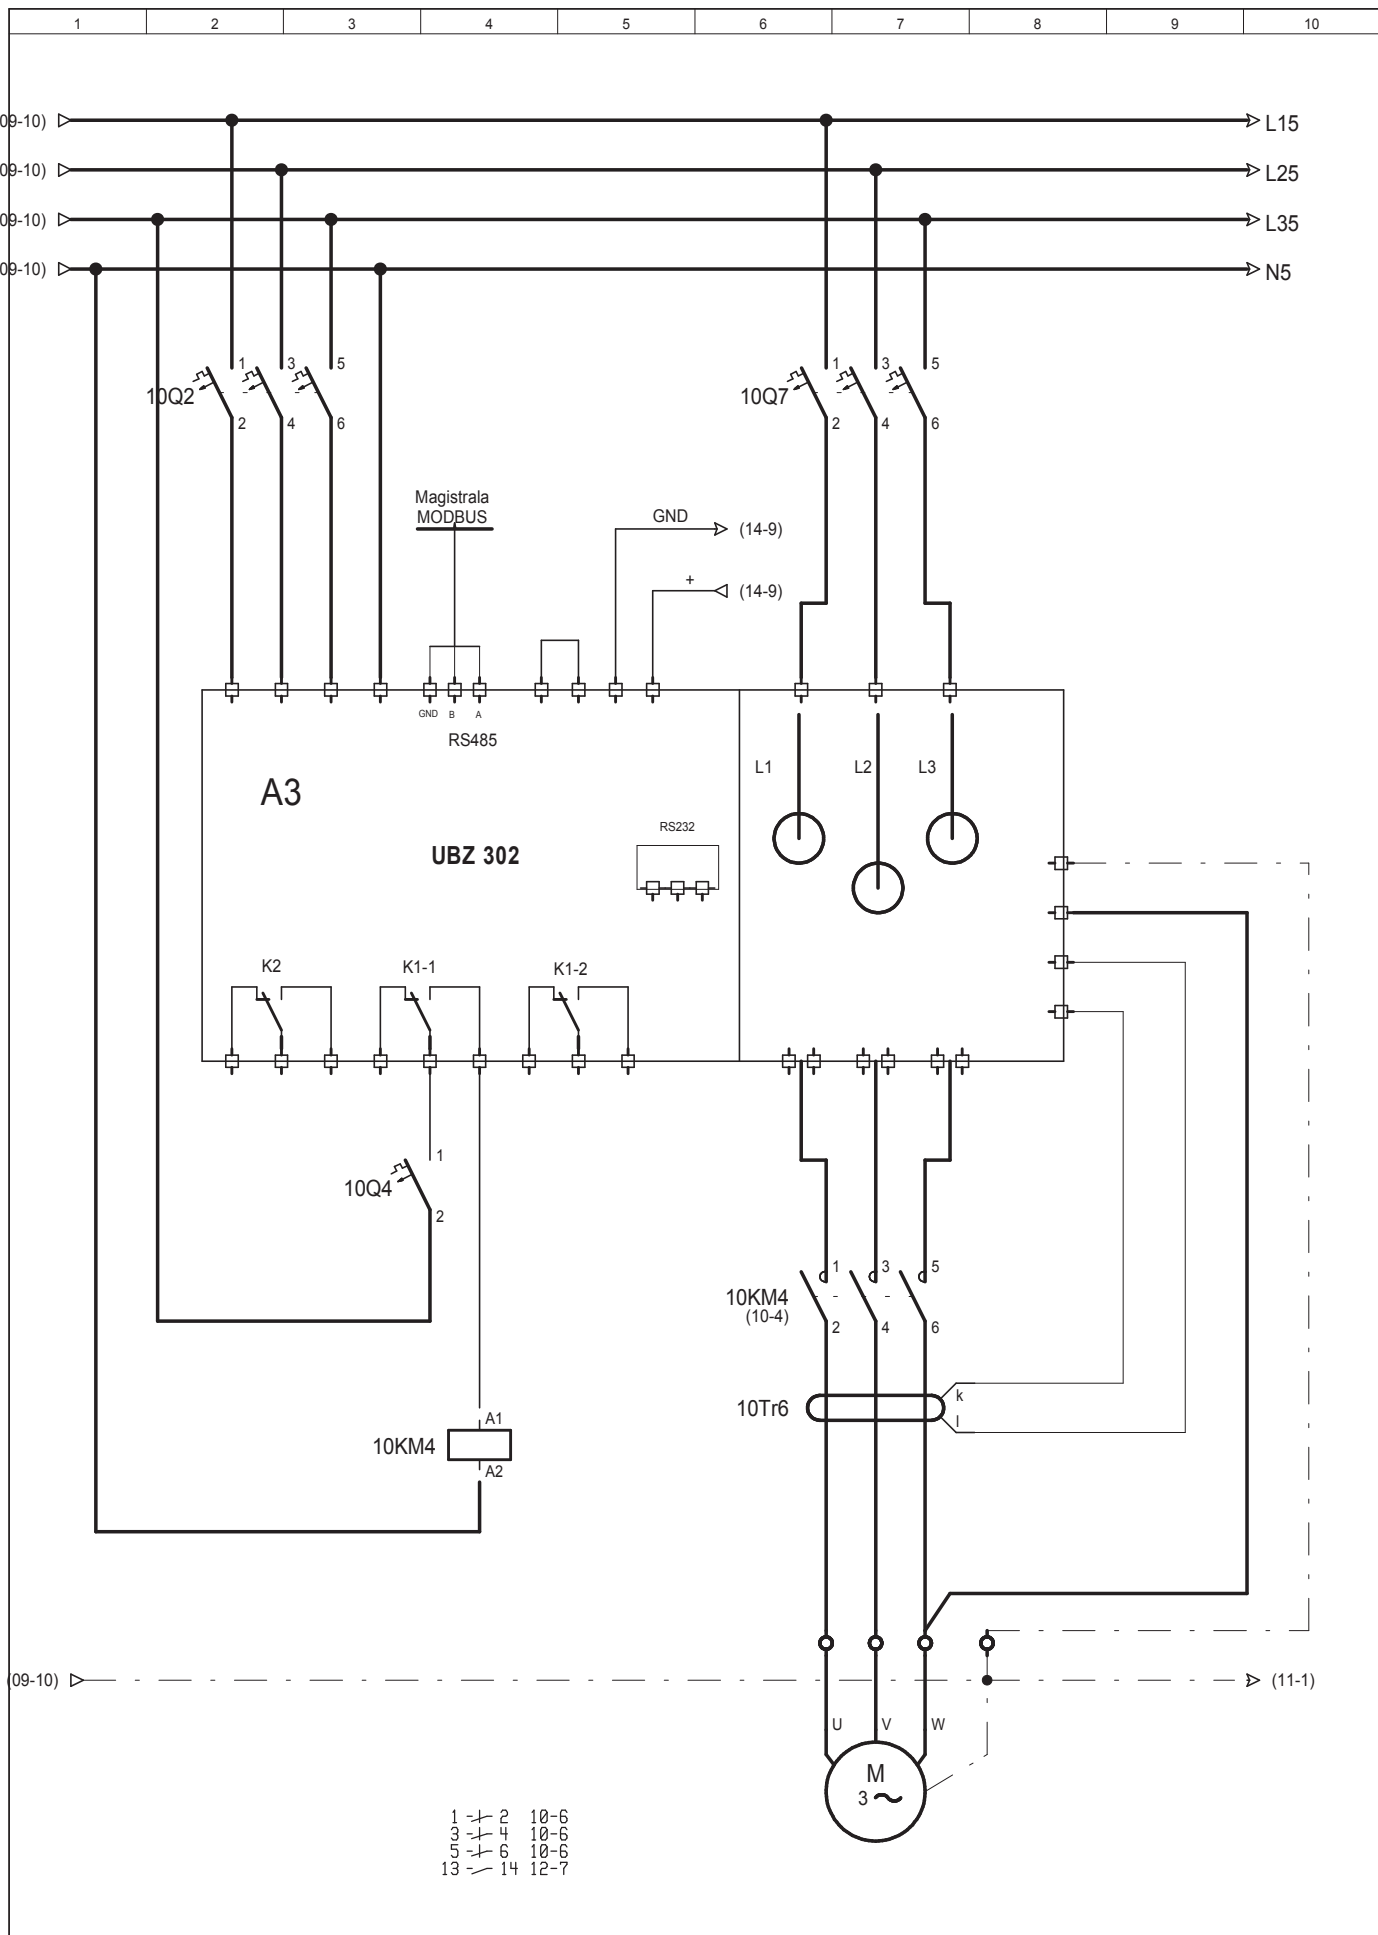 1 2 3 4 5 6 7 8 9 10
09-10) L15
09-10) L25
09-10) L35
09-10) N5
1 3 5 1 3 5
10Q2 10Q7
2 4 6 2 4 6
Magistrala
MODBUS
GND (14-9)
+ (14-9)
GND B A
RS485
L1 L2 L3
A3
RS232
UBZ 302
K2 K1-1 K1-2
1
10Q4
2
1 3 5
10KM4
(10-4)
2 4 6
k
10Tr6
l
A1
10KM4
A2
(09-10) (11-1)
U V W
M
3
1 2 10-6
3 4 10-6
5 6 10-6
13 14 12-7